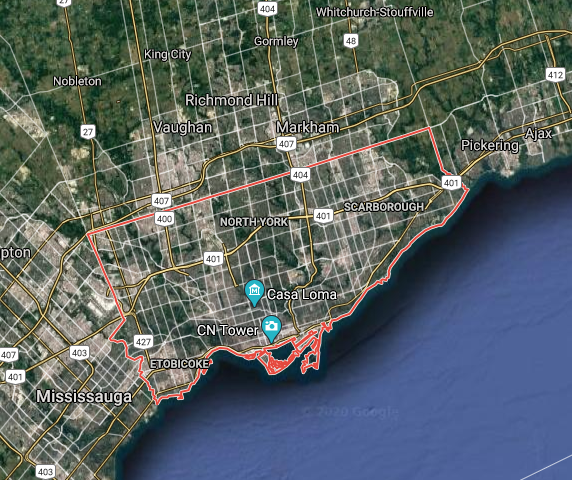 27
404
Whitchurch-Stouffville
48
Gormley
King City
412
Nobleton
Richmond Hill
27
Vaughan
Markham
Ajax
407
Pickering
404
401
407
400
SCARBOROUGH
NORTH YORK
401
pton
401
Casa Loma
CN Tower
427
407
403
ETOBICOKE
401
Mississauga
© 2020 Google
403